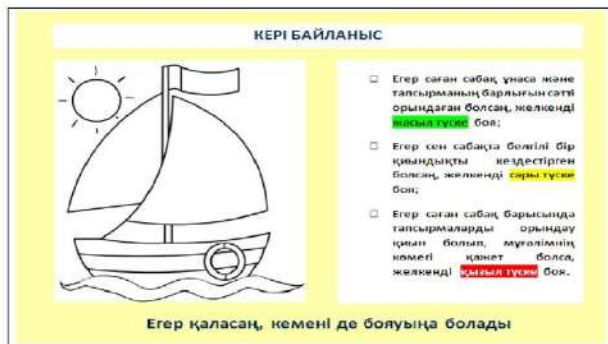 КЕРІ БАЙЛАНЫС
Егер саған сабақ ұнаса және
тапсырманың барлығын сәтті
орындаған болсаң, желкенді
жасыл түске боя;
Егер сен сабақта белгілі бір
қиындықты кездестірген
болсаң, желкенді сары түске
боя;
Егер саған сабақ барысында
тапсырмаларды орындау
қиын болып, мұғалімнің
көмегі қажет болса,
желкенді қызыл түске боя.
Егер қаласаң, кемені де бояуыңа болады